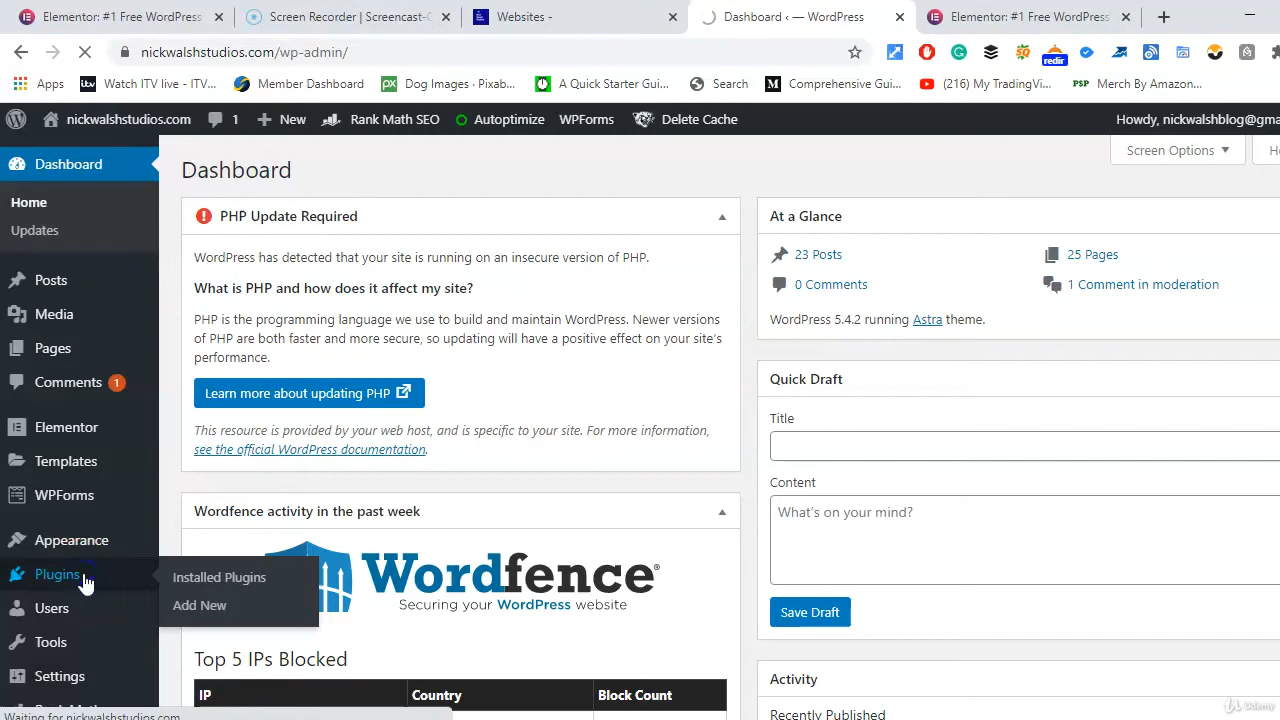 Elementor: #1 Free WordPress
Screen Recorder | Screencast-O
Websites -
Dashboard ‹ — WordPress
Elementor: #1 Free WordPress
nickwalshstudios.com/wp-admin/
redir
Apps
itv
Watch ITV live - ITV...
Member Dashboard
px
Dog Images - Pixab...
A Quick Starter Gui...
Search
M
Comprehensive Gui...
(216) My TradingVi...
PSP
Merch By Amazon...
nickwalshstudios.com
1
New
Rank Math SEO
Autoptimize
WPForms
Delete Cache
Howdy, nickwalshblog@gma
Dashboard
Home
Updates
Posts
Media
Pages
Comments 1
Elementor
Templates
WPForms
Appearance
Plugins
Users
Tools
Settings
Installed Plugins
Add New
Waiting for nickwalshstudios.com
Screen Options
He
Dashboard
PHP Update Required
WordPress has detected that your site is running on an insecure version of PHP.
What is PHP and how does it affect my site?
PHP is the programming language we use to build and maintain WordPress. Newer versions
of PHP are both faster and more secure, so updating will have a positive effect on your site's
performance.
Learn more about updating PHP
This resource is provided by your web host, and is specific to your site. For more information,
see the official WordPress documentation.
Wordfence activity in the past week
Wordfence®
Securing your WordPress website
Top 5 IPs Blocked
IP Country Block Count
At a Glance
23 Posts
25 Pages
0 Comments
1 Comment in moderation
WordPress 5.4.2 running Astra theme.
Quick Draft
Title
Content
What's on your mind?
Save Draft
Activity
Recently Published
Udemy